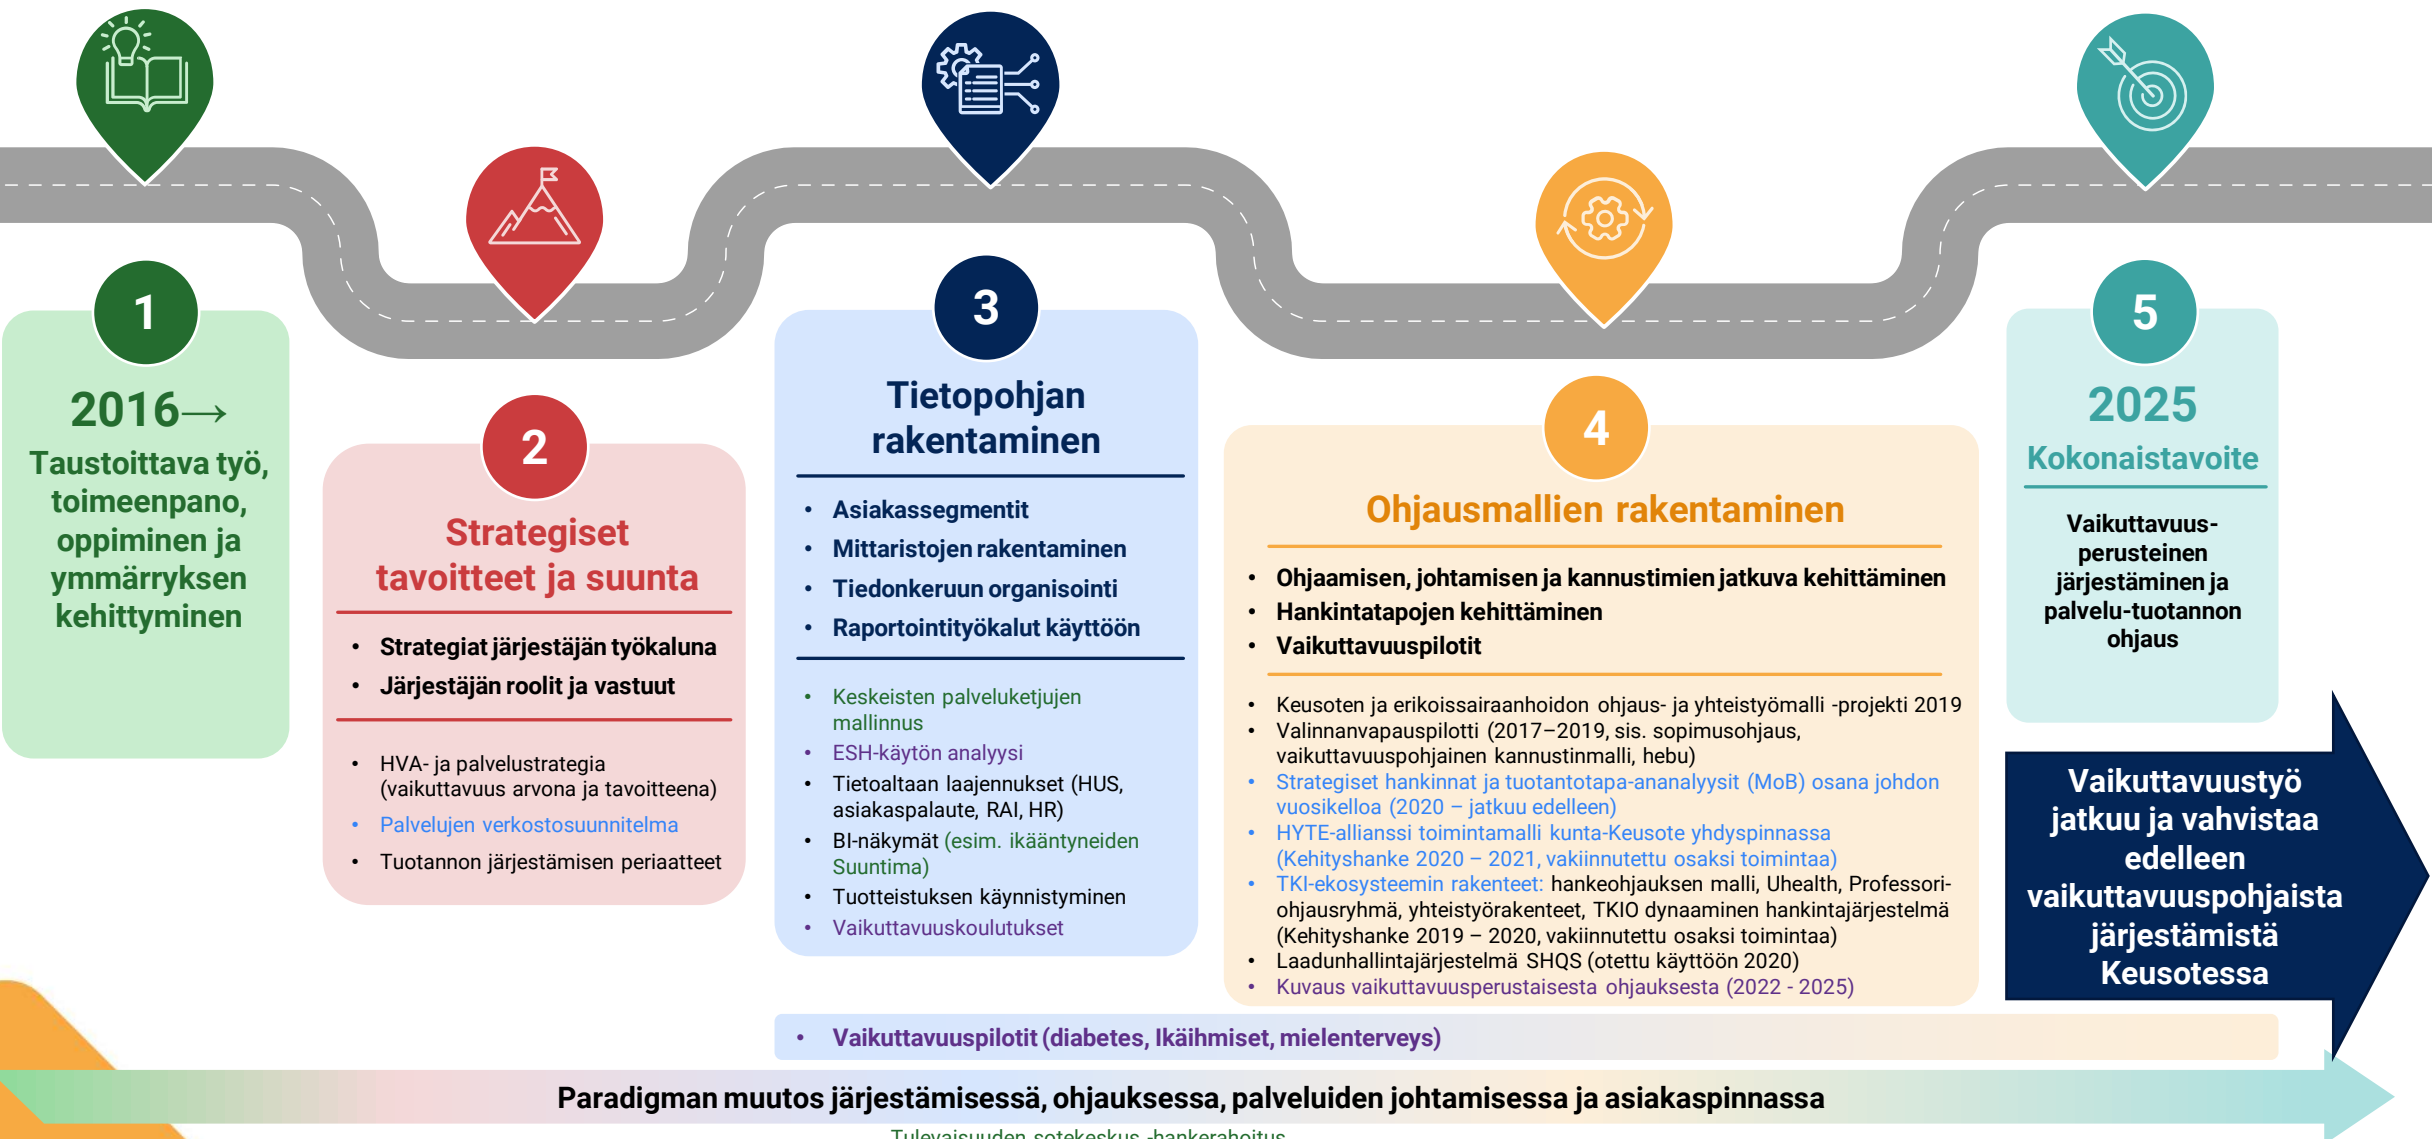 1
2016→
Taustoittava työ,
toimeenpano,
oppiminen ja
ymmärryksen
kehittyminen
2
Strategiset
tavoitteet ja suunta
• Strategiat järjestäjän työkaluna
• Järjestäjän roolit ja vastuut
• HVA- ja palvelustrategia
(vaikuttavuus arvona ja tavoitteena)
• Palvelujen verkostosuunnitelma
• Tuotannon järjestämisen periaatteet
3
Tietopohjan
rakentaminen
• Asiakassegmentit
• Mittaristojen rakentaminen
• Tiedonkeruun organisointi
• Raportointityökalut käyttöön
• Keskeisten palveluketjujen
mallinnus
• ESH-käytön analyysi
• Tietoaltaan laajennukset (HUS,
asiakaspalaute, RAI, HR)
• BI-näkymät (esim. ikääntyneiden
Suuntima)
• Tuotteistuksen käynnistyminen
• Vaikuttavuuskoulutukset
4
Ohjausmallien rakentaminen
• Ohjaamisen, johtamisen ja kannustimien jatkuva kehittäminen
• Hankintatapojen kehittäminen
• Vaikuttavuuspilotit
• Keusoten ja erikoissairaanhoidon ohjaus- ja yhteistyömalli -projekti 2019
• Valinnanvapauspilotti (2017–2019, sis. sopimusohjaus,
vaikuttavuuspohjainen kannustinmalli, hebu)
• Strategiset hankinnat ja tuotantotapa-ananalyysit (MoB) osana johdon
vuosikelloa (2020 – jatkuu edelleen)
• HYTE-allianssi toimintamalli kunta-Keusote yhdyspinnassa
(Kehityshanke 2020 – 2021, vakiinnutettu osaksi toimintaa)
• TKI-ekosysteemin rakenteet: hankeohjauksen malli, Uhealth, Professori-
ohjausryhmä, yhteistyörakenteet, TKIO dynaaminen hankintajärjestelmä
(Kehityshanke 2019 – 2020, vakiinnutettu osaksi toimintaa)
• Laadunhallintajärjestelmä SHQS (otettu käyttöön 2020)
• Kuvaus vaikuttavuusperustaisesta ohjauksesta (2022 - 2025)
5
2025
Kokonaistavoite
Vaikuttavuus-
perusteinen
järjestäminen ja
palvelu-tuotannon
ohjaus
Vaikuttavuustyö
jatkuu ja vahvistaa
edelleen
vaikuttavuuspohjaista
järjestämistä
Keusotessa
• Vaikuttavuuspilotit (diabetes, Ikäihmiset, mielenterveys)
Paradigman muutos järjestämisessä, ohjauksessa, palveluiden johtamisessa ja asiakaspinnassa
Tulevaisuuden sotekeskus -hankerahoitus